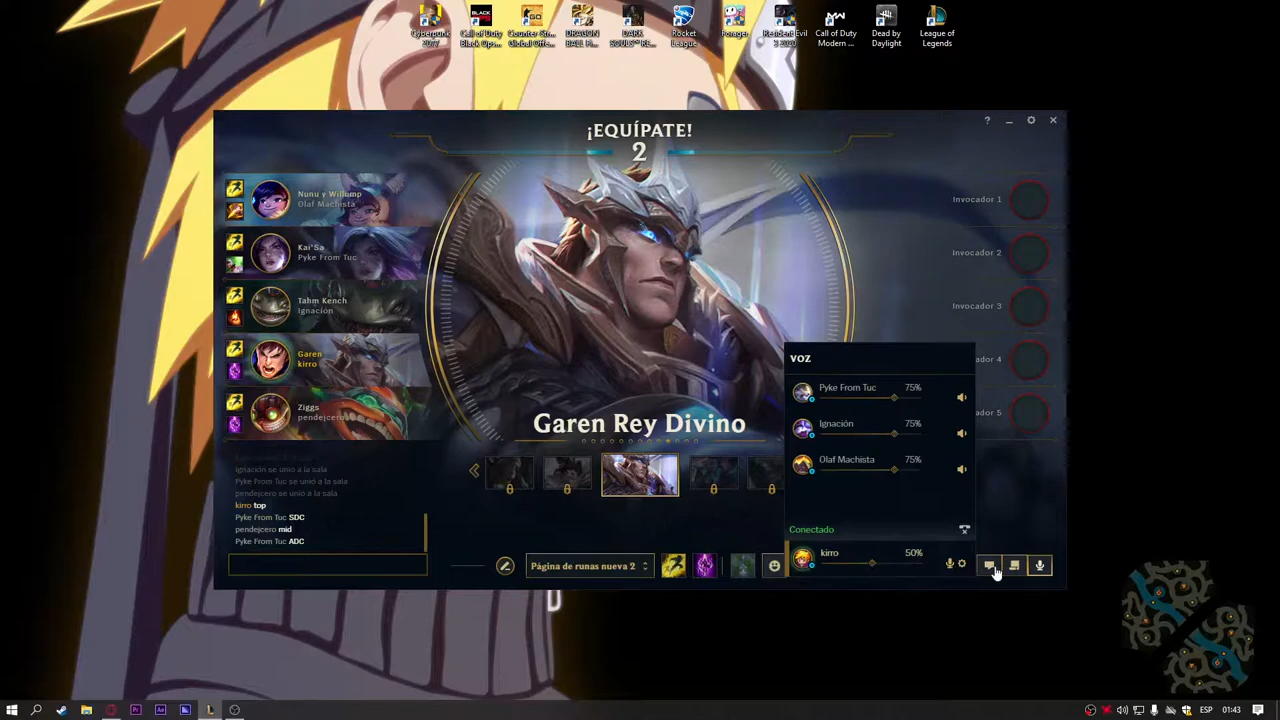 Cyberpunk 2077
Call of Duty Black Ops...
Counter-Str... Global Offe...
DRAGON BALL FI...
DARK SOULS™ RE...
Rocket League
Forager
Resident Evil 3 2020
Call of Duty Modern ...
Dead by Daylight
League of Legends
¡EQUÍPATE!
2
Nunu y Willump
Olaf Machista
Kai'Sa
Pyke From Tuc
Tahm Kench
Ignación
Garen
kirro
Ziggs
pendejcero
Invocador 1
Invocador 2
Invocador 3
ador 4
dor 5
Garen Rey Divino
Ignación se unió a la sala
Pyke From Tuc se unió a la sala
pendejcero se unió a la sala
kirro top
Pyke From Tuc SDC
pendejcero mid
Pyke From Tuc ADC
Página de runas nueva 2
VOZ
Pyke From Tuc 75%
Ignación 75%
Olaf Machista 75%
Conectado
kirro 50%
ESP 01:43